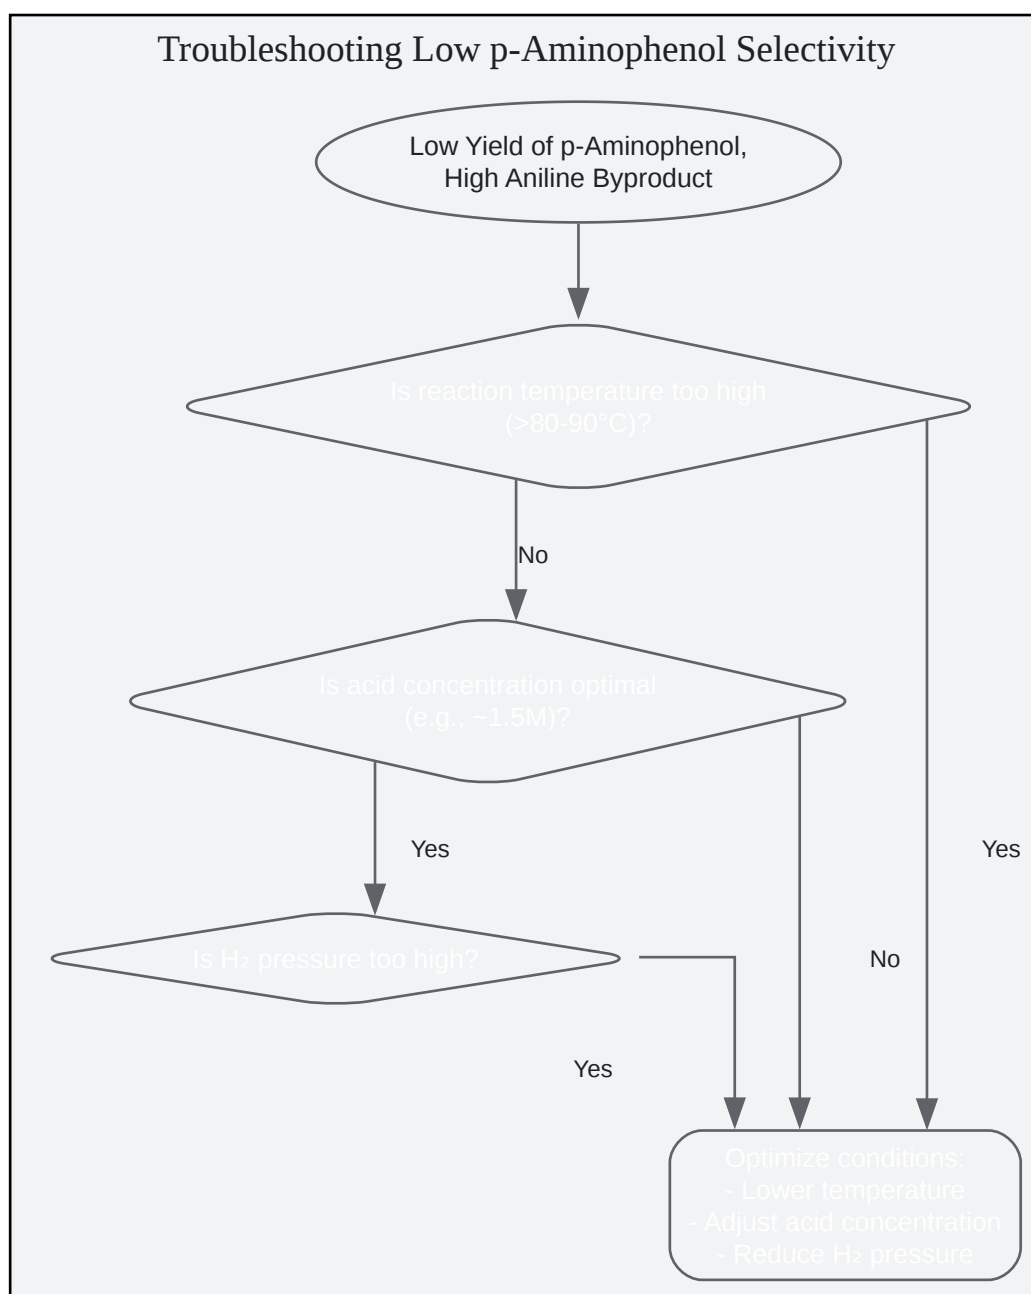 Troubleshooting Low p-Aminophenol Selectivity
Low Yield of p-Aminophenol,
High Aniline Byproduct
Is reaction temperature too high
(>80-90°C)?
No
Is acid concentration optimal
(e.g., ~1.5M)?
Yes
Yes
Is H₂ pressure too high?
No
Yes
Optimize conditions:
- Lower temperature
- Adjust acid concentration
- Reduce H₂ pressure